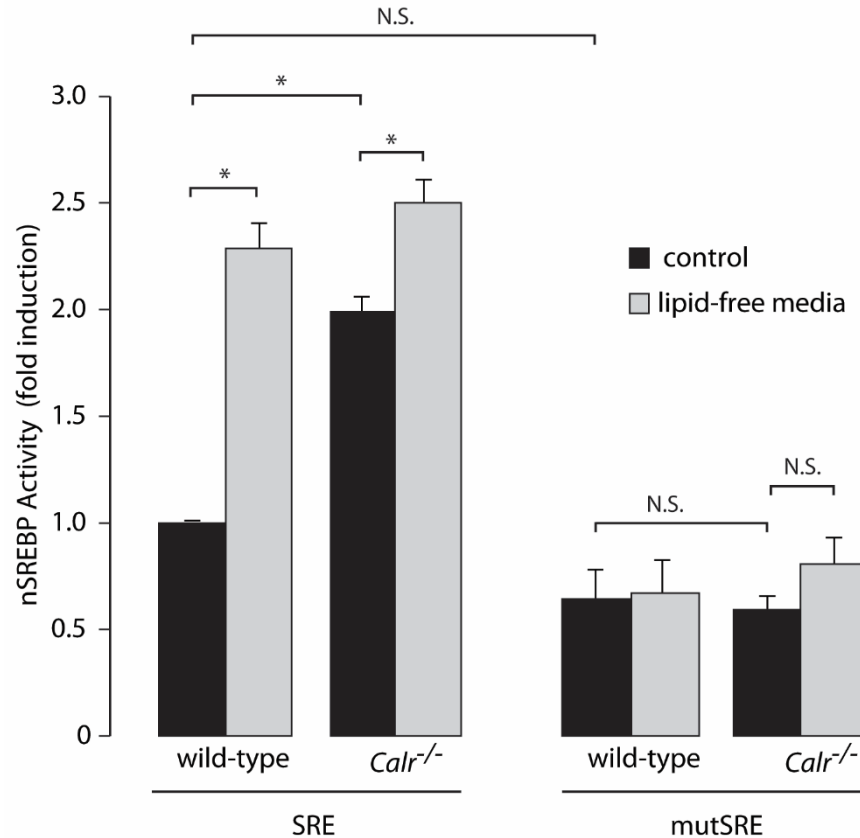 N.S.
3.0
*
*
*
2.5
control
lipid-free media
2.0
nSREBP Activity (fold induction)
1.5
N.S.
N.S.
1.0
0.5
0
wild-type
Calr-/-
wild-type
Calr-/-
SRE
mutSRE